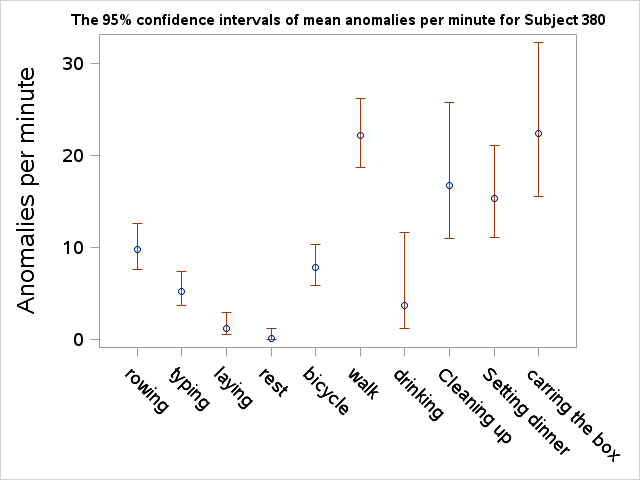 The 95% confidence intervals of mean anomalies per minute for Subject 380
Anomalies per minute
30
20
10
0
rowing
typing
laying
rest
bicycle
walk
drinking
Cleaning up
Setting dinner
carring the box